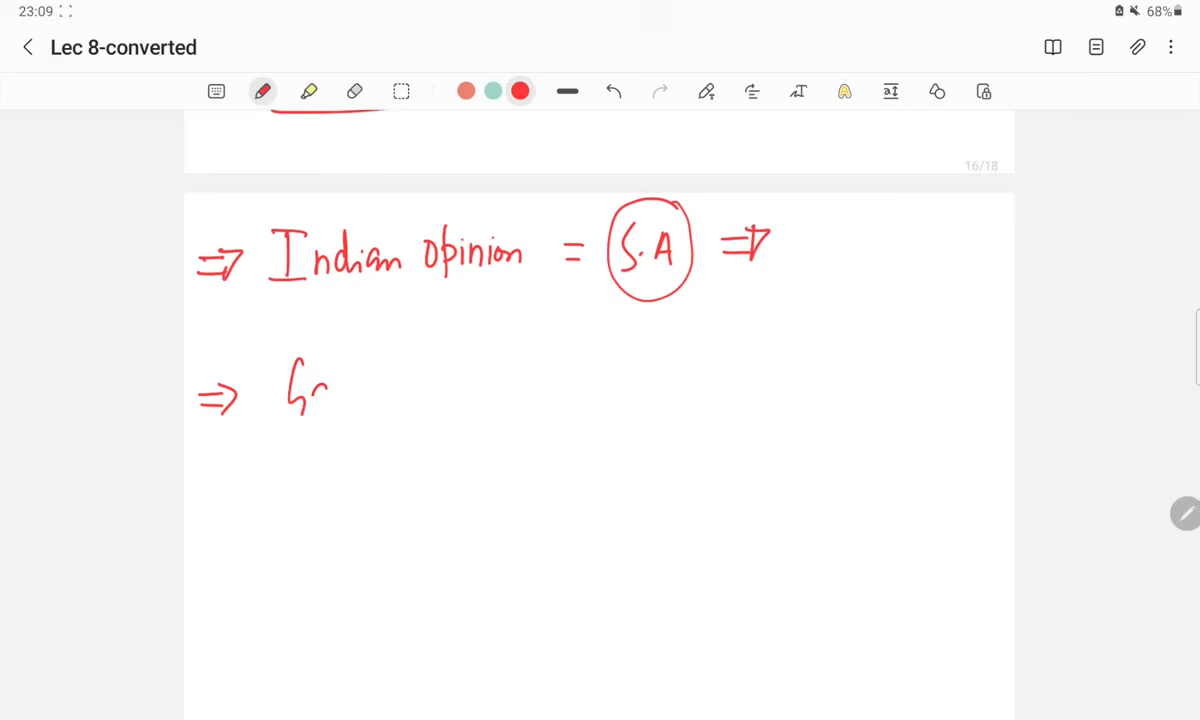 23:09
68%
Lec 8-converted
16/18
⇒ Indian opinion = S.A ⇒
⇒